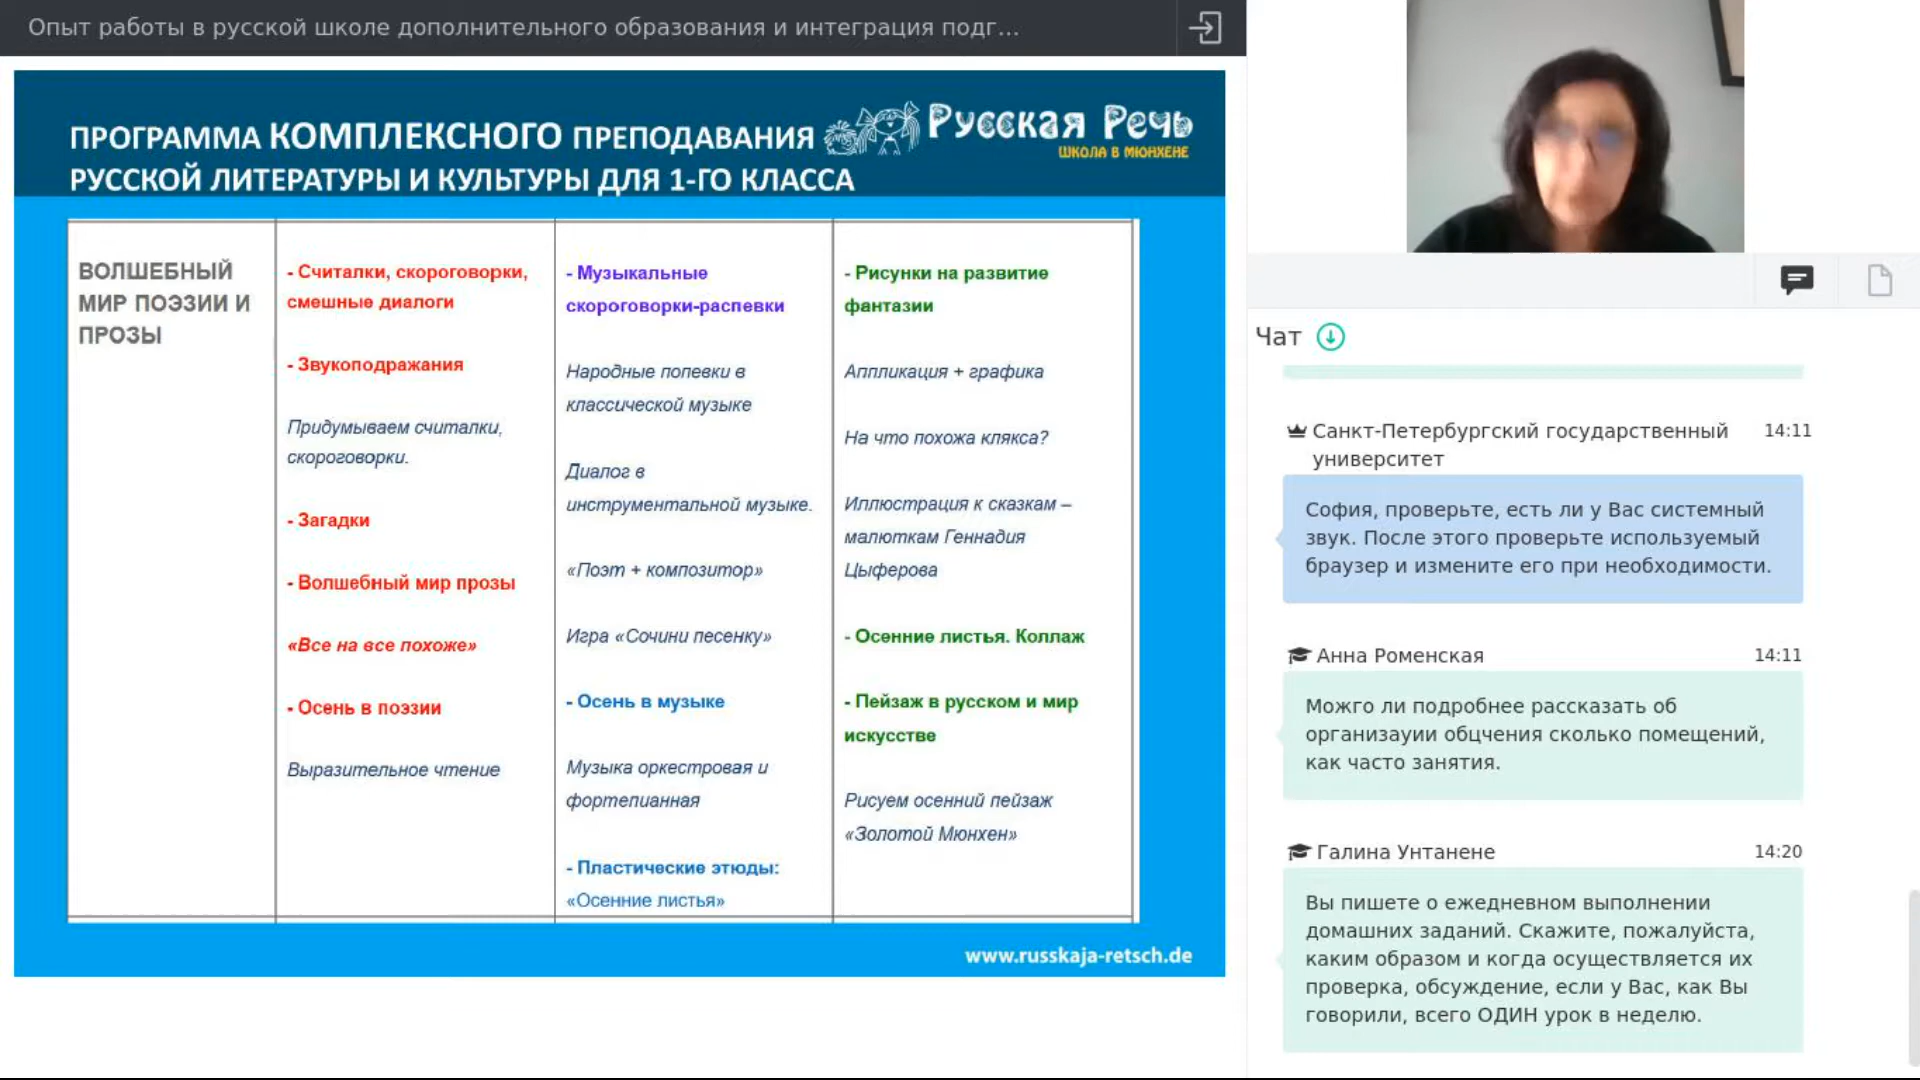 Опыт работы в русской школе дополнительного образования и интеграция подг...
ПРОГРАММА КОМПЛЕКСНОГО ПРЕПОДАВАНИЯ
РУССКОЙ ЛИТЕРАТУРЫ И КУЛЬТУРЫ ДЛЯ 1-ГО КЛАССА
Русская Речь
ШКОЛА В МЮНХЕНЕ
ВОЛШЕБНЫЙ
МИР ПОЭЗИИ И
ПРОЗЫ
- Считалки, скороговорки,
смешные диалоги
- Звукоподражания
Придумываем считалки,
скороговорки.
- Загадки
- Волшебный мир прозы
«Все на все похоже»
- Осень в поэзии
Выразительное чтение
- Музыкальные
скороговорки-распевки
Народные попевки в
классической музыке
Диалог в
инструментальной музыке.
«Поэт + композитор»
Игра «Сочини песенку»
- Осень в музыке
Музыка оркестровая и
фортепианная
- Пластические этюды:
«Осенние листья»
- Рисунки на развитие
фантазии
Аппликация + графика
На что похожа клякса?
Иллюстрация к сказкам –
малюткам Геннадия
Цыферова
- Осенние листья. Коллаж
- Пейзаж в русском и мир
искусстве
Рисуем осенний пейзаж
«Золотой Мюнхен»
www.russkaja-retsch.de
Чат
Санкт-Петербургский государственный 14:11
университет
София, проверьте, есть ли у Вас системный
звук. После этого проверьте используемый
браузер и измените его при необходимости.
Анна Роменская 14:11
Можго ли подробнее рассказать об
организауии обцчения сколько помещений,
как часто занятия.
Галина Унтанене 14:20
Вы пишете о ежедневном выполнении
домашних заданий. Скажите, пожалуйста,
каким образом и когда осуществляется их
проверка, обсуждение, если у Вас, как Вы
говорили, всего ОДИН урок в неделю.